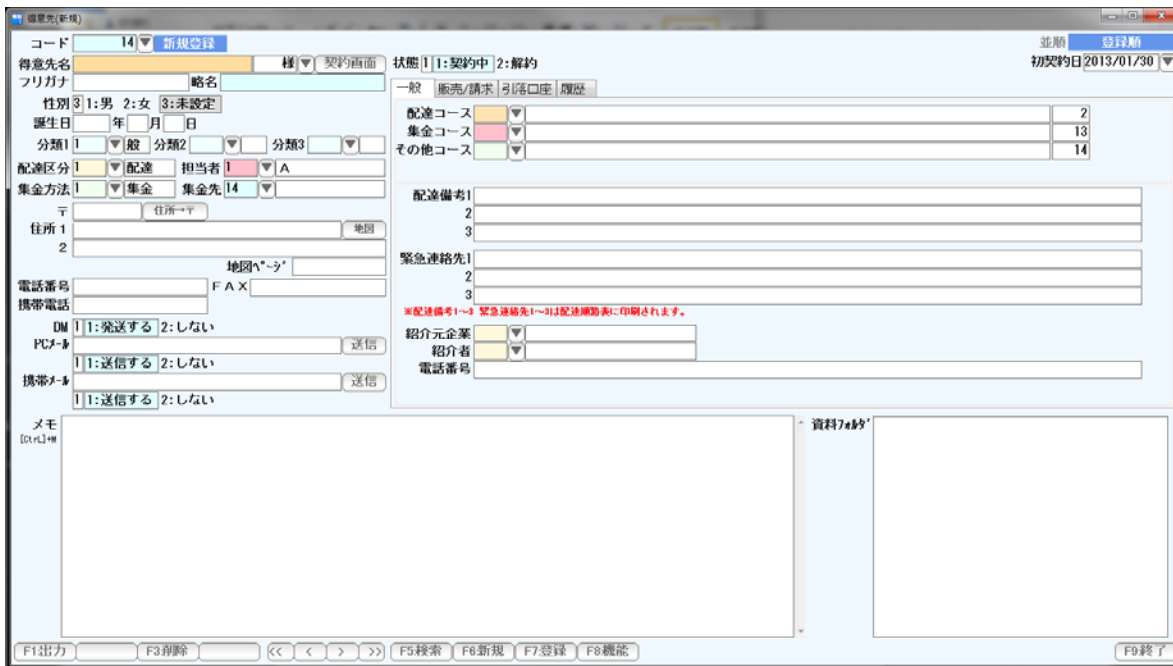 得意先(新規)
コード 14 新規登録 並順 登録順
得意先名 様 契約画面 状態 1 1:契約中 2:解約 初契約日 2013/01/30
フリガナ 略名 一般 販売/請求 引落口座 履歴
性別 3 1:男 2:女 3:未設定
配達コース 2
誕生日 年 月 日
集金コース 13
分類1 1 般 分類2 分類3
その他コース 14
配達区分 1 配達 担当者 1 A
集金方法 1 集金 集金先 14
配達備考1
〒 住所→〒
2
住所 1 地図
3
2
緊急連絡先1
地図ページ
2
電話番号 FAX
3
携帯電話
※配達備考1~3 緊急連絡先1~3は配達順路表に印刷されます。
DM 1 1:発送する 2:しない
紹介元企業
PCメール 送信
紹介者
1 1:送信する 2:しない
電話番号
携帯メール 送信
1 1:送信する 2:しない
メモ 資料フォルダ
[CtrL]+M
F1出力 F3削除 << < > >> F5検索 F6新規 F7登録 F8機能 F9終了